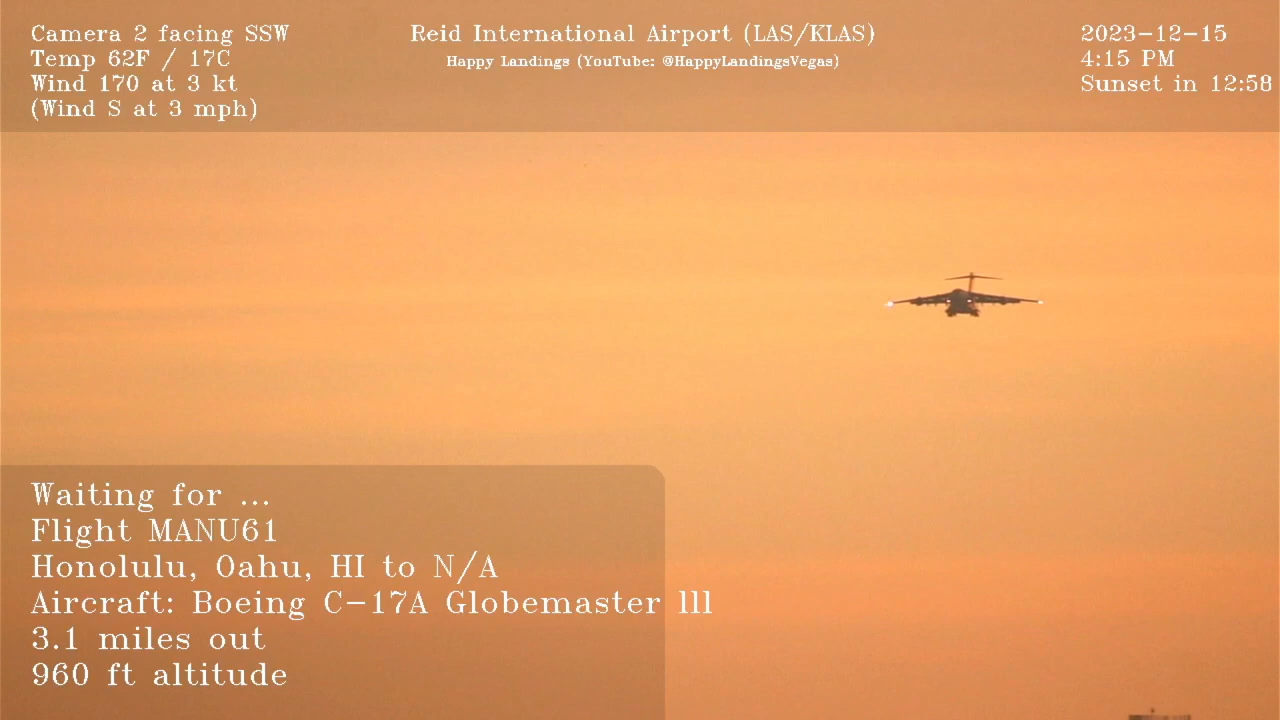 Camera 2 facing SSW
Temp 62F / 17C
Wind 170 at 3 kt
(Wind S at 3 mph)
Reid International Airport (LAS/KLAS)
Happy Landings (YouTube: @HappyLandingsVegas)
2023-12-15
4:15 PM
Sunset in 12:58
Waiting for ...
Flight MANU61
Honolulu, Oahu, HI to N/A
Aircraft: Boeing C-17A Globemaster lll
3.1 miles out
960 ft altitude